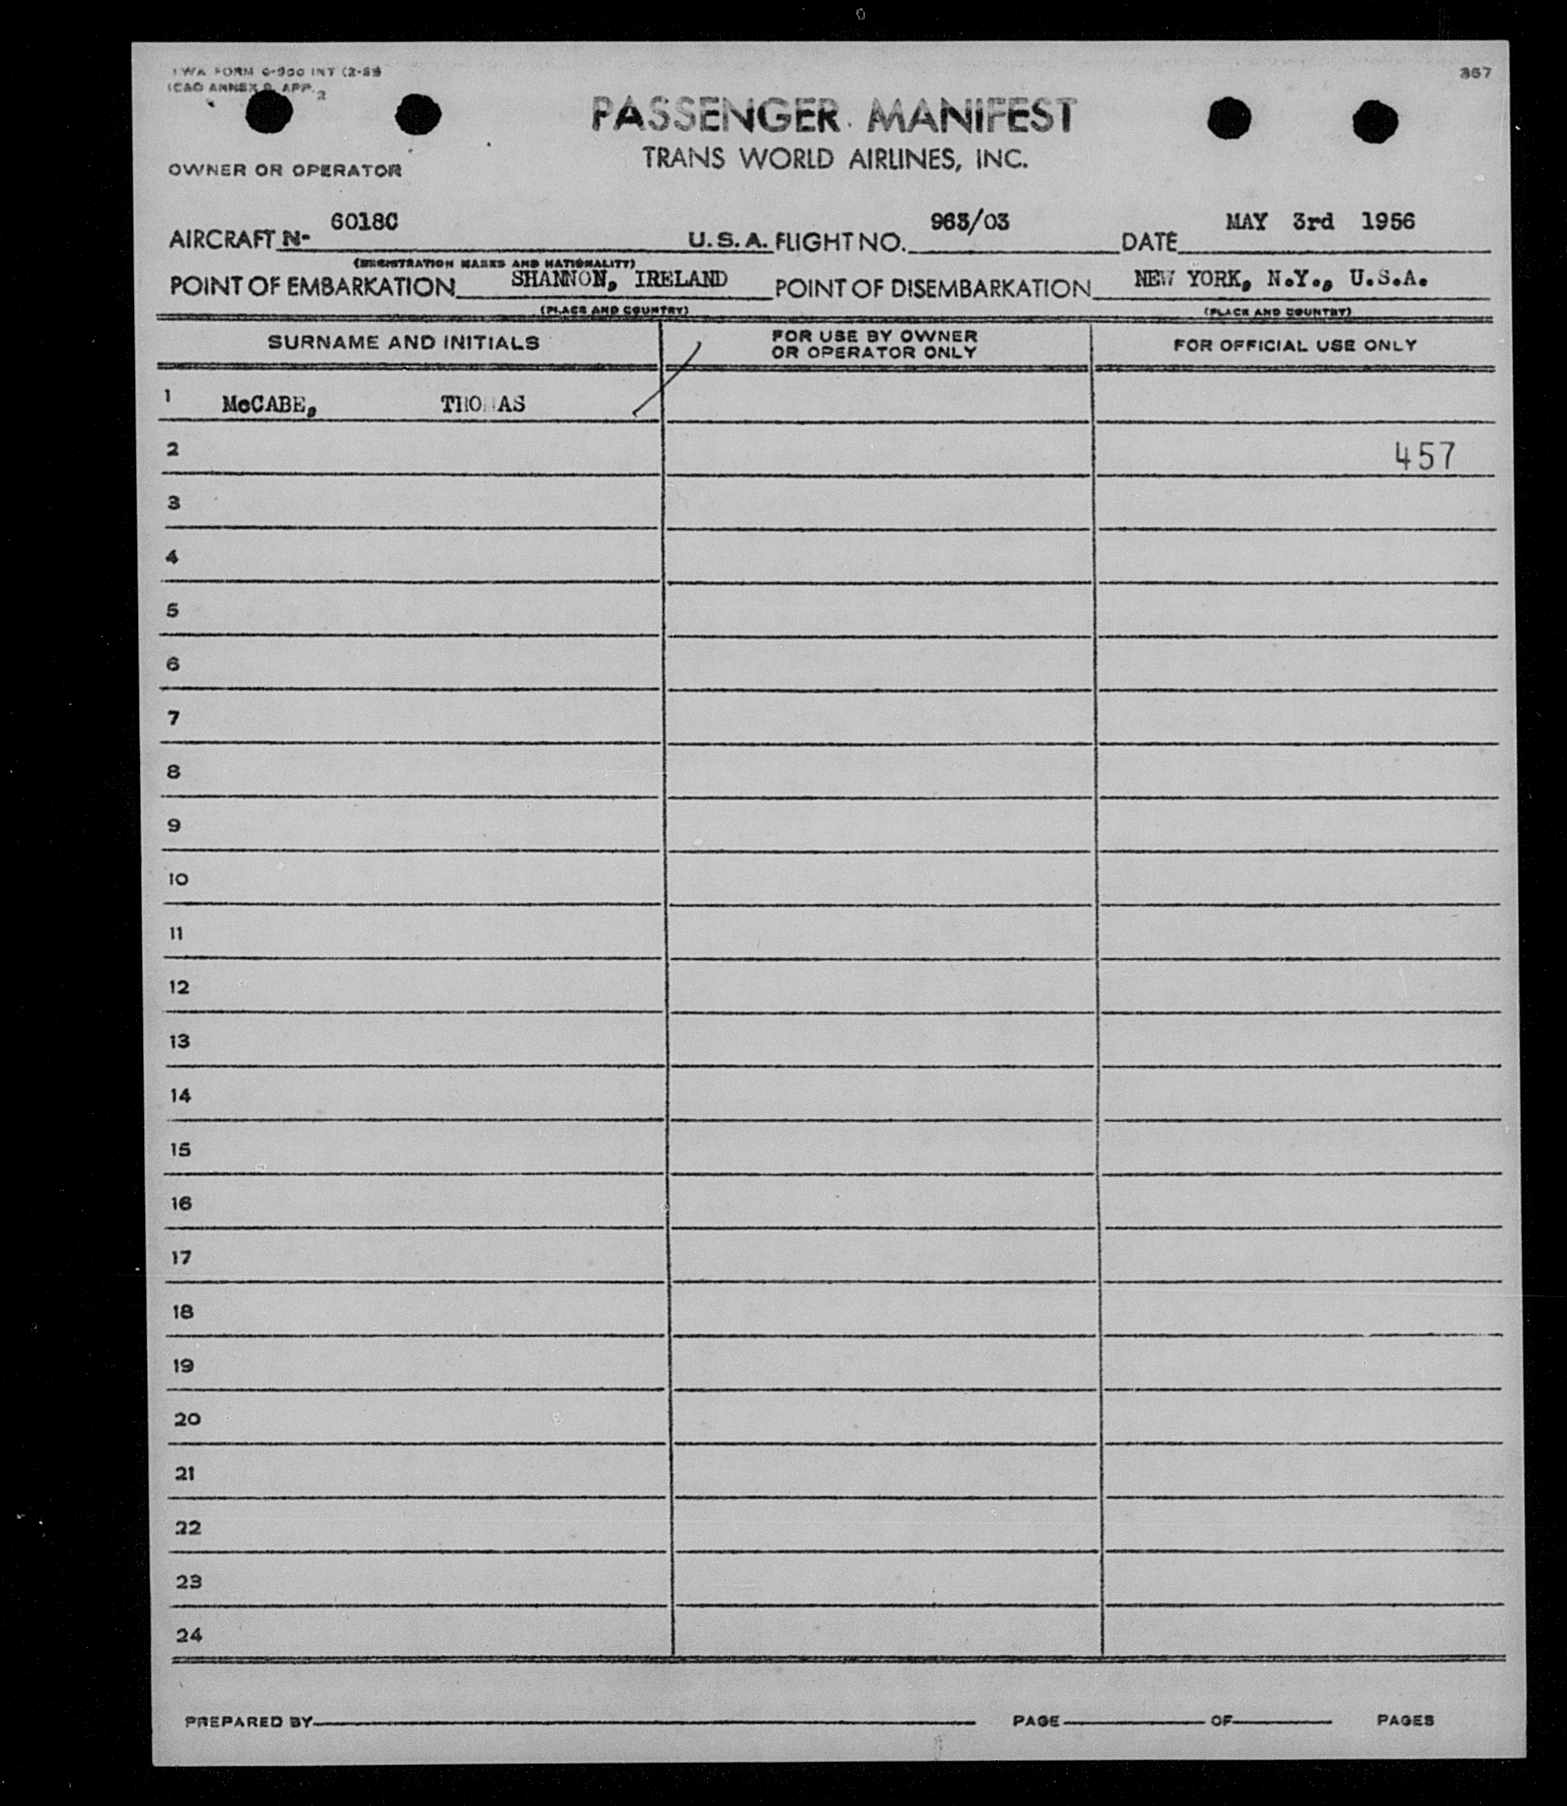 TWA FORM 6-900 INT (2-55)
ICAO ANNEX 9, APP. 2
367
PASSENGER MANIFEST
TRANS WORLD AIRLINES, INC.
OWNER OR OPERATOR
AIRCRAFT N- 6018C U.S.A. FLIGHT NO. 963/03 DATE MAY 3rd 1956
(REGISTRATION MARKS AND NATIONALITY)
POINT OF EMBARKATION SHANNON, IRELAND POINT OF DISEMBARKATION NEW YORK, N.Y., U.S.A.
(PLACE AND COUNTRY) (PLACE AND COUNTRY)
SURNAME AND INITIALS FOR USE BY OWNER OR OPERATOR ONLY FOR OFFICIAL USE ONLY
1 McCABE, THOMAS
2 457
3
4
5
6
7
8
9
10
11
12
13
14
15
16
17
18
19
20
21
22
23
24
PREPARED BY PAGE OF PAGES